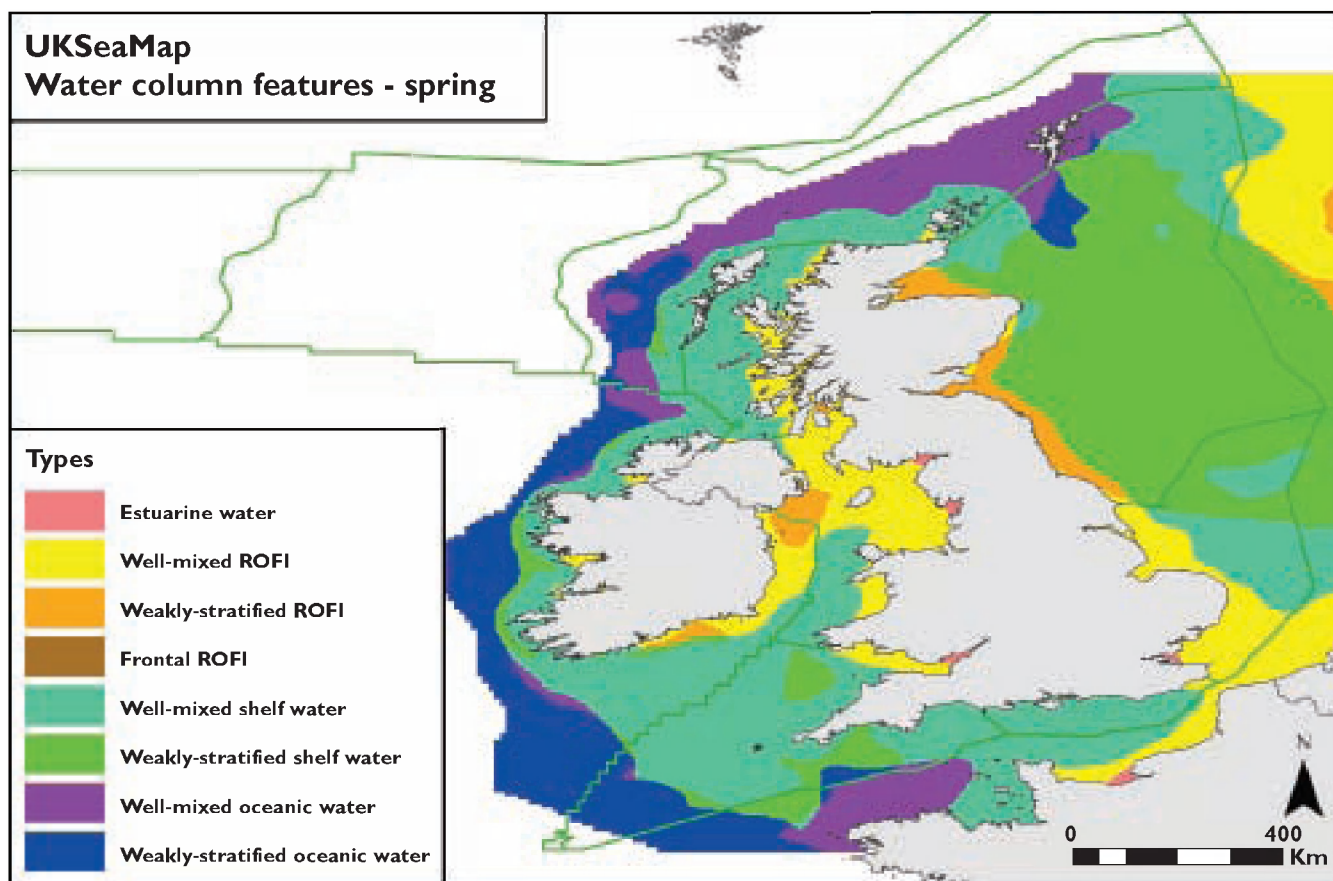 UKSeaMap
Water column features - spring
Types
Estuarine water
Well-mixed ROFI
Weakly-stratified ROFI
Frontal ROFI
Well-mixed shelf water
Weakly-stratified shelf water
Well-mixed oceanic water
Weakly-stratified oceanic water
N
0 400
Km